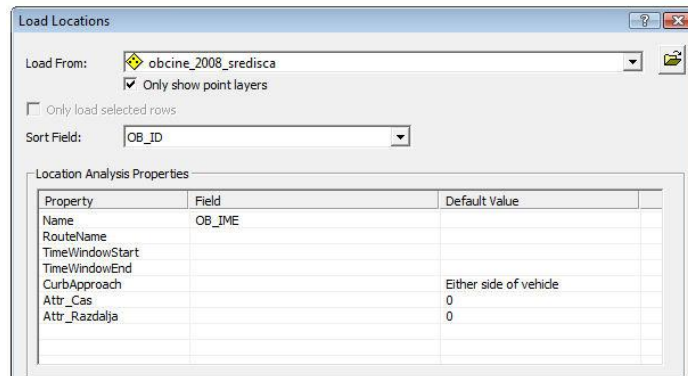 Load Locations
Load From: obcine_2008_sredisca
Only show point layers
Only load selected rows
Sort Field: OB_ID
Location Analysis Properties
Property Field Default Value
Name OB_IME
RouteName
TimeWindowStart
TimeWindowEnd
CurbApproach Either side of vehicle
Attr_Cas 0
Attr_Razdalja 0